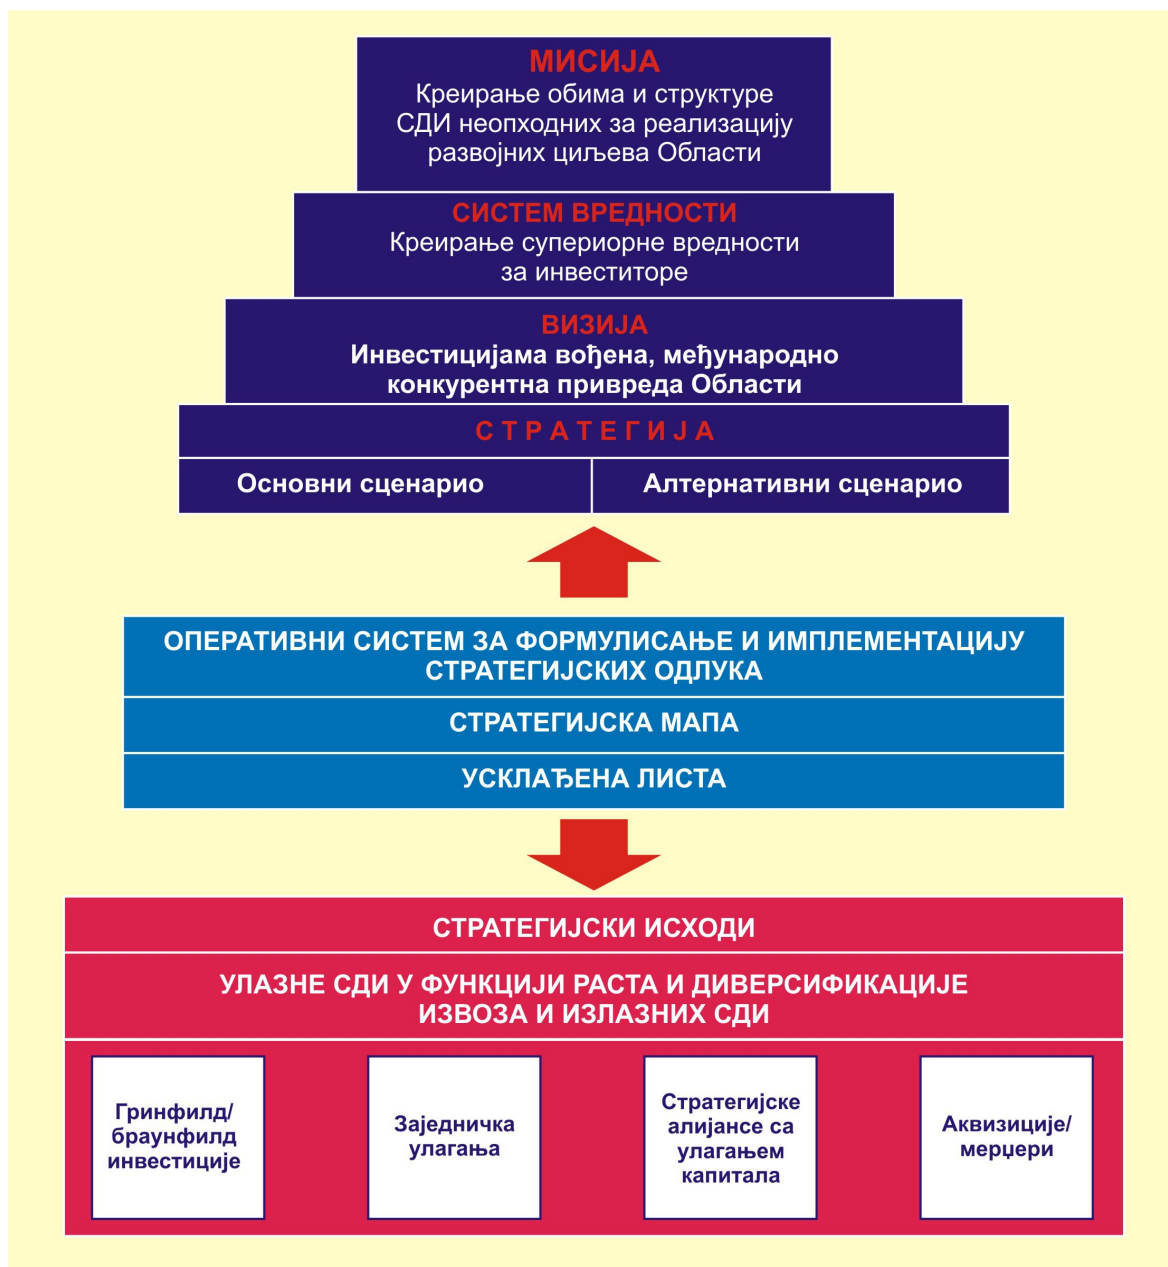 МИСИЈА
Креирање обима и структуре
СДИ неопходних за реализацију
развојних циљева Области
СИСТЕМ ВРЕДНОСТИ
Креирање супериорне вредности
за инвеститоре
ВИЗИЈА
Инвестицијама вођена, међународно
конкурентна привреда Области
С Т Р А Т Е Г И Ј А
Основни сценарио
Алтернативни сценарио
ОПЕРАТИВНИ СИСТЕМ ЗА ФОРМУЛИСАЊЕ И ИМПЛЕМЕНТАЦИЈУ
СТРАТЕГИЈСКИХ ОДЛУКА
СТРАТЕГИЈСКА МАПА
УСКЛАЂЕНА ЛИСТА
СТРАТЕГИЈСКИ ИСХОДИ
УЛАЗНЕ СДИ У ФУНКЦИЈИ РАСТА И ДИВЕРСИФИКАЦИЈЕ
ИЗВОЗА И ИЗЛАЗНИХ СДИ
Гринфилд/
браунфилд
инвестиције
Заједничка
улагања
Стратегијске
алијансе са
улагањем
капитала
Аквизиције/
мерџери